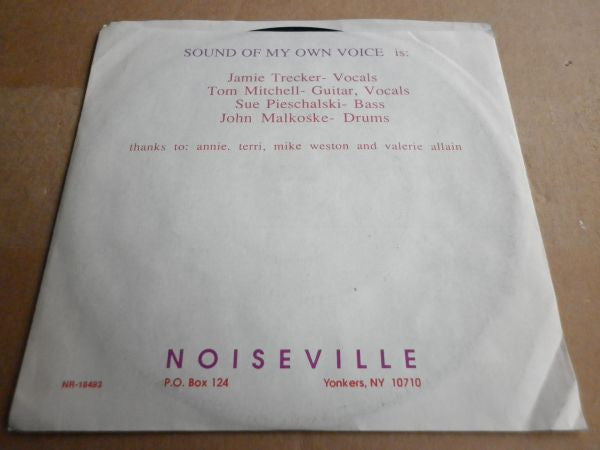 SOUND OF MY OWN VOICE is:
Jamie Trecker- Vocals
Tom Mitchell- Guitar, Vocals
Sue Pieschalski- Bass
John Malkoske- Drums
thanks to: annie. terri, mike weston and valerie allain
NOISEVILLE
NR-18483 P.O. Box 124 Yonkers, NY 10710